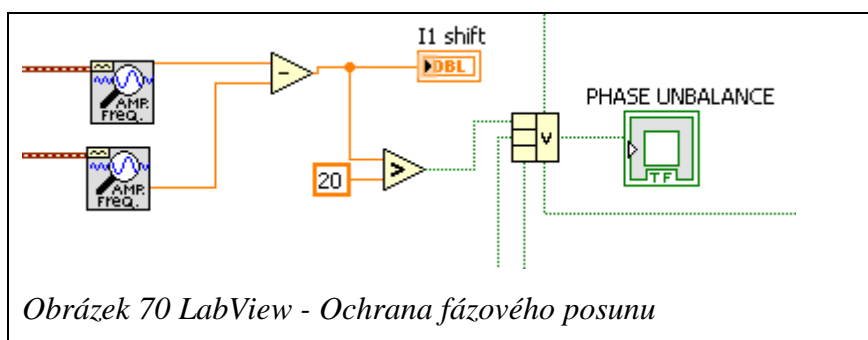 I1 shift
DBL
AMP.
FREQ.
PHASE UNBALANCE
20
V
TF
AMP.
FREQ.
Obrázek 70 LabView - Ochrana fázového posunu